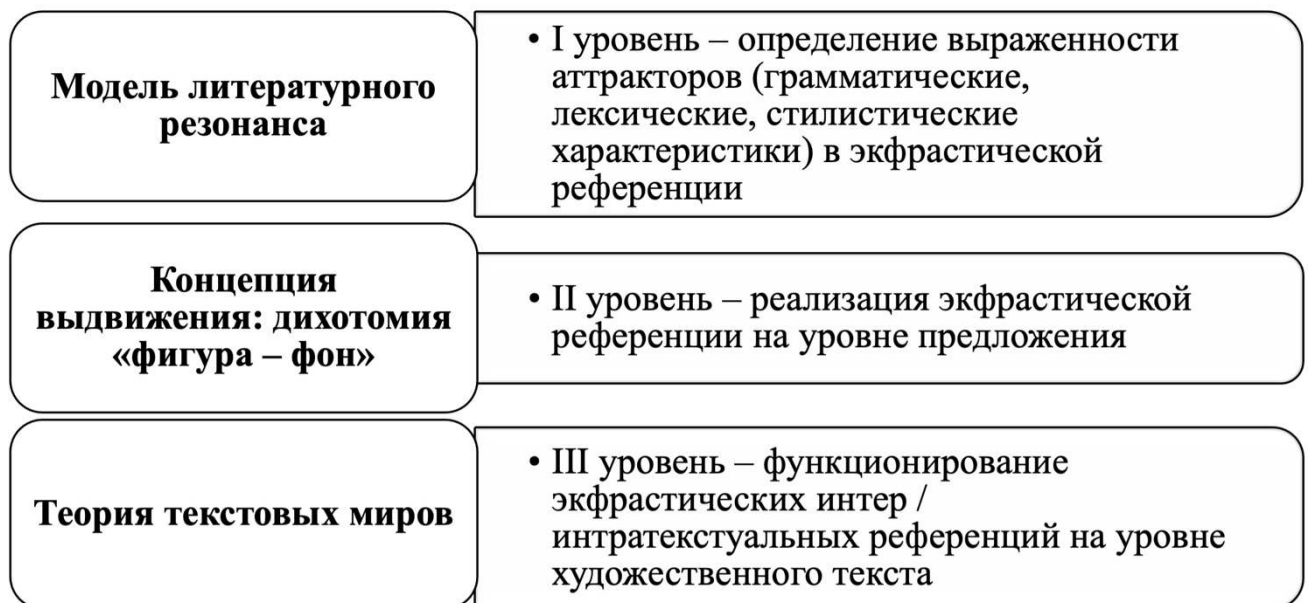 Модель литературного
резонанса
• I уровень – определение выраженности
аттракторов (грамматические,
лексические, стилистические
характеристики) в экфрастической
референции
Концепция
выдвижения: дихотомия
«фигура – фон»
• II уровень – реализация экфрастической
референции на уровне предложения
Теория текстовых миров
• III уровень – функционирование
экфрастических интер /
интратекстуальных референций на уровне
художественного текста